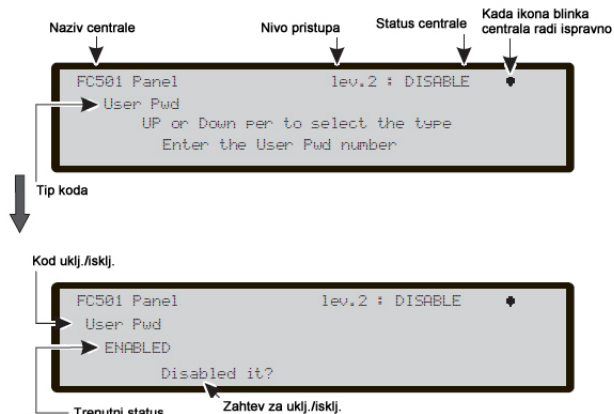 Naziv centrale
Nivo pristupa
Status centrale
Kada ikona blinka
centrala radi ispravno
FC501 Panel lev.2 : DISABLE
User Pwd
UP or Down per to select the type
Enter the User Pwd number
Tip koda
Kod uklj./isklj.
FC501 Panel lev.2 : DISABLE
User Pwd
ENABLED
Disabled it?
Trenutni status
Zahtev za uklj./isklj.